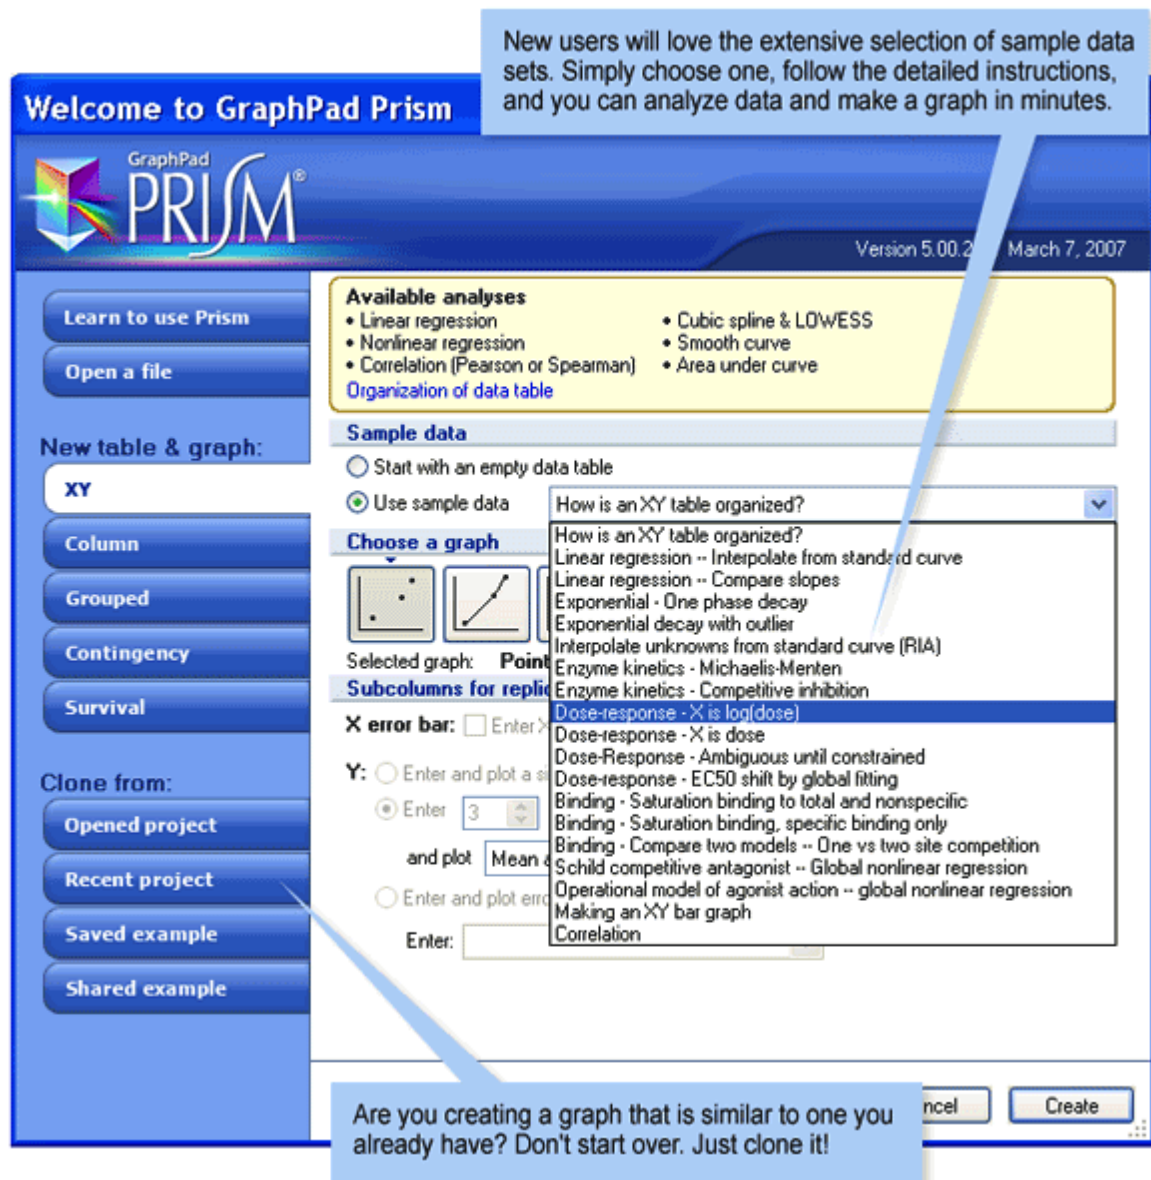 New users will love the extensive selection of sample data
sets. Simply choose one, follow the detailed instructions,
and you can analyze data and make a graph in minutes.
Welcome to GraphPad Prism
GraphPad
PRISM®
Version 5.00.2
March 7, 2007
Learn to use Prism
Open a file
New table & graph:
XY
Column
Grouped
Contingency
Survival
Clone from:
Opened project
Recent project
Saved example
Shared example
Available analyses
• Linear regression
• Nonlinear regression
• Correlation (Pearson or Spearman)
• Cubic spline & LOWESS
• Smooth curve
• Area under curve
Organization of data table
Sample data
Start with an empty data table
Use sample data
How is an XY table organized?
How is an XY table organized?
Linear regression -- Interpolate from standard curve
Linear regression -- Compare slopes
Exponential - One phase decay
Exponential decay with outlier
Interpolate unknowns from standard curve (RIA)
Enzyme kinetics - Michaelis-Menten
Enzyme kinetics - Competitive inhibition
Dose-response - X is log(dose)
Dose-response - X is dose
Dose-Response - Ambiguous until constrained
Dose-response - EC50 shift by global fitting
Binding - Saturation binding to total and nonspecific
Binding - Saturation binding, specific binding only
Binding - Compare two models -- One vs two site competition
Schild competitive antagonist -- Global nonlinear regression
Operational model of agonist action -- global nonlinear regression
Making an XY bar graph
Correlation
Choose a graph
Selected graph: Point
Subcolumns for replic
X error bar: Enter X
Y: Enter and plot a si
Enter 3
and plot Mean &
Enter and plot erro
Enter:
ncel
Create
Are you creating a graph that is similar to one you
already have? Don't start over. Just clone it!